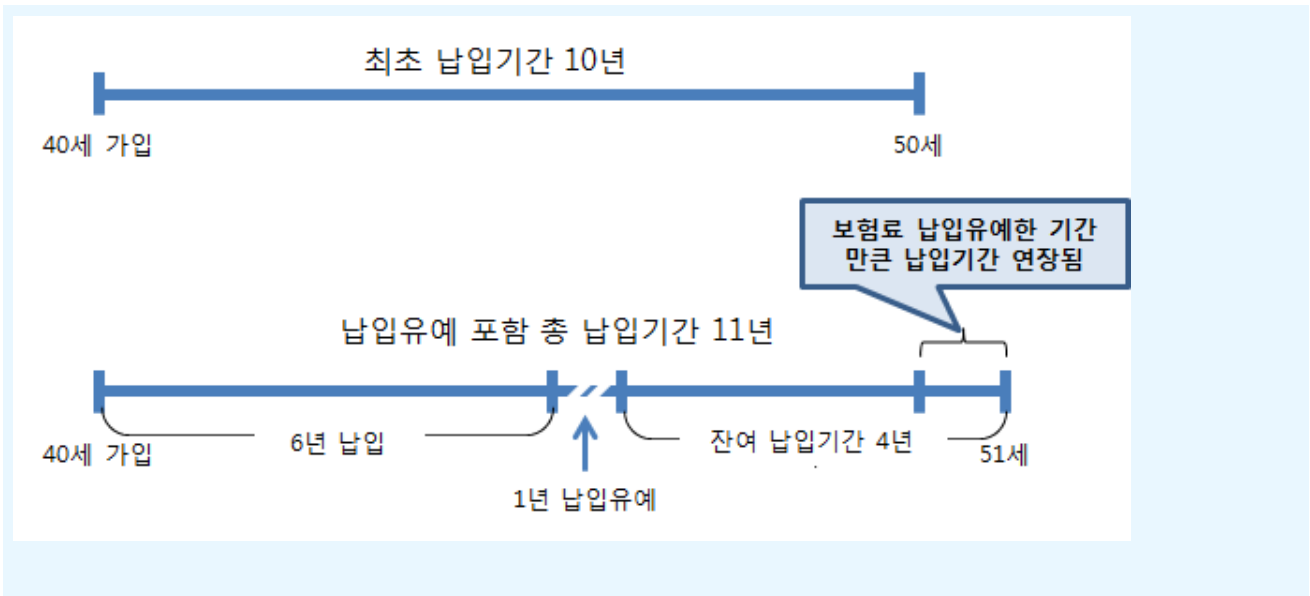 최초 납입기간 10년
40세 가입
50세
보험료 납입유예한 기간
만큼 납입기간 연장됨
납입유예 포함 총 납입기간 11년
40세 가입
6년 납입
잔여 납입기간 4년
51세
1년 납입유예